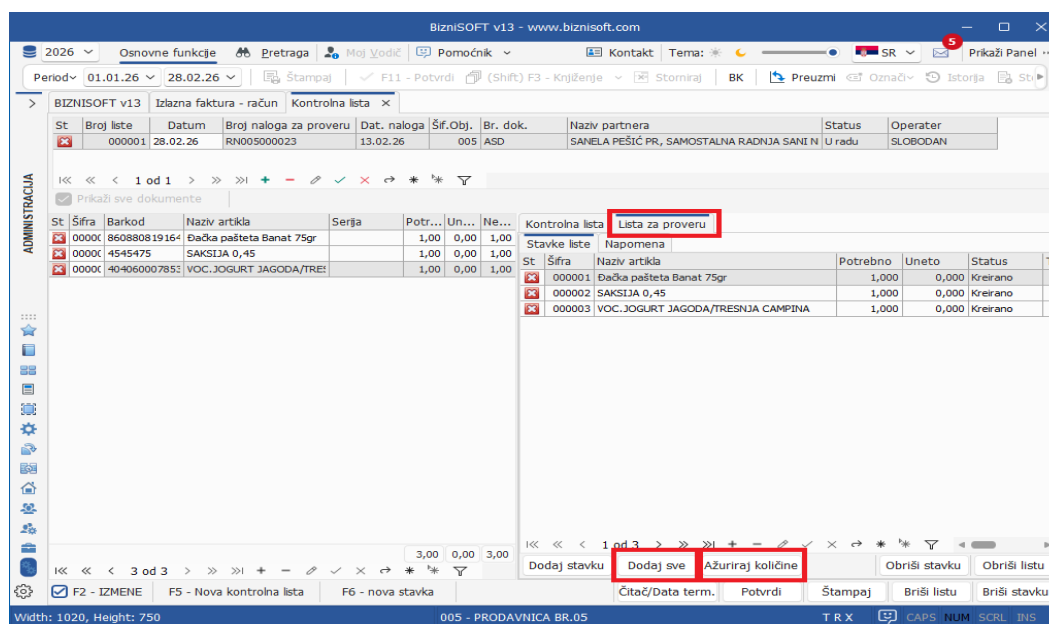 BizniSOFT v13 - www.biznisoft.com
2026 Osnovne funkcije Pretraga Moj Vodič Pomoćnik Kontakt Tema: SR 5 Prikaži Panel
Period 01.01.26 28.02.26 Štampaj F11 - Potvrdi (Shift) F3 - Knjiženje Storniraj BK Preuzmi Označi
BIZNISOFT v13 Izlazna faktura - račun Kontrolna lista
St Broj liste Datum Broj naloga za proveru Dat. naloga Šif.Obj. Br. dok. Naziv partnera Status Operater
000001 28.02.26 RN005000023 13.02.26 005 ASD SANELA PEŠIĆ PR, SAMOSTALNA RADNJA SANI N U radu SLOBODAN
1 od 1
Prikaži sve dokumente
ADMINISTRACIJA
St Šifra Barkod Naziv artikla Serija Potr... Un... Ne...
860880819164 Đačka pašteta Banat 75gr 1,00 0,00 1,00
4545475 SAKSIJA 0,45 1,00 0,00 1,00
404060007853 VOC.JOGURT JAGODA/TREŠ 1,00 0,00 1,00
3,00 0,00 3,00
3 od 3
Kontrolna lista Lista za proveru
Stavke liste Napomena
St Šifra Naziv artikla Potrebno Uneto Status
000001 Đačka pašteta Banat 75gr 1,000 0,000 Kreirano
000002 SAKSIJA 0,45 1,000 0,000 Kreirano
000003 VOC.JOGURT JAGODA/TRESNJA CAMPINA 1,000 0,000 Kreirano
1 od 3
Dodaj stavku Dodaj sve Ažuriraj količine Obriši stavku Obriši listu
F2 - IZMENE F5 - Nova kontrolna lista F6 - nova stavka Čitač/Data term. Potvrdi Štampaj Briši listu Briši stavku
Width: 1020, Height: 750 005 - PRODAVNICA BR.05 T R X CAPS NUM SCRL INS